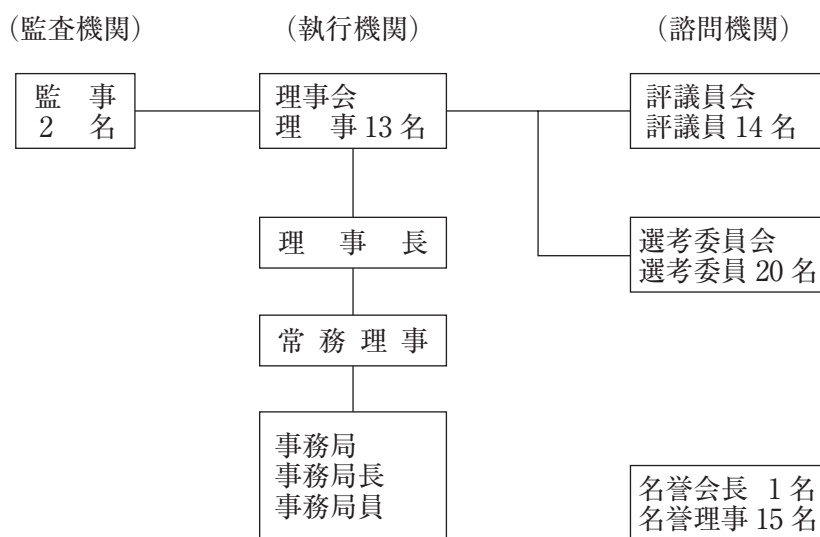 （監査機関）
（執行機関）
（諮問機関）
監　事
2　名
理事会
理　事 13 名
評議員会
評議員 14 名
理　事　長
選考委員会
選考委員 20 名
常 務 理 事
事務局
事務局長
事務局員
名誉会長 1 名
名誉理事 15 名